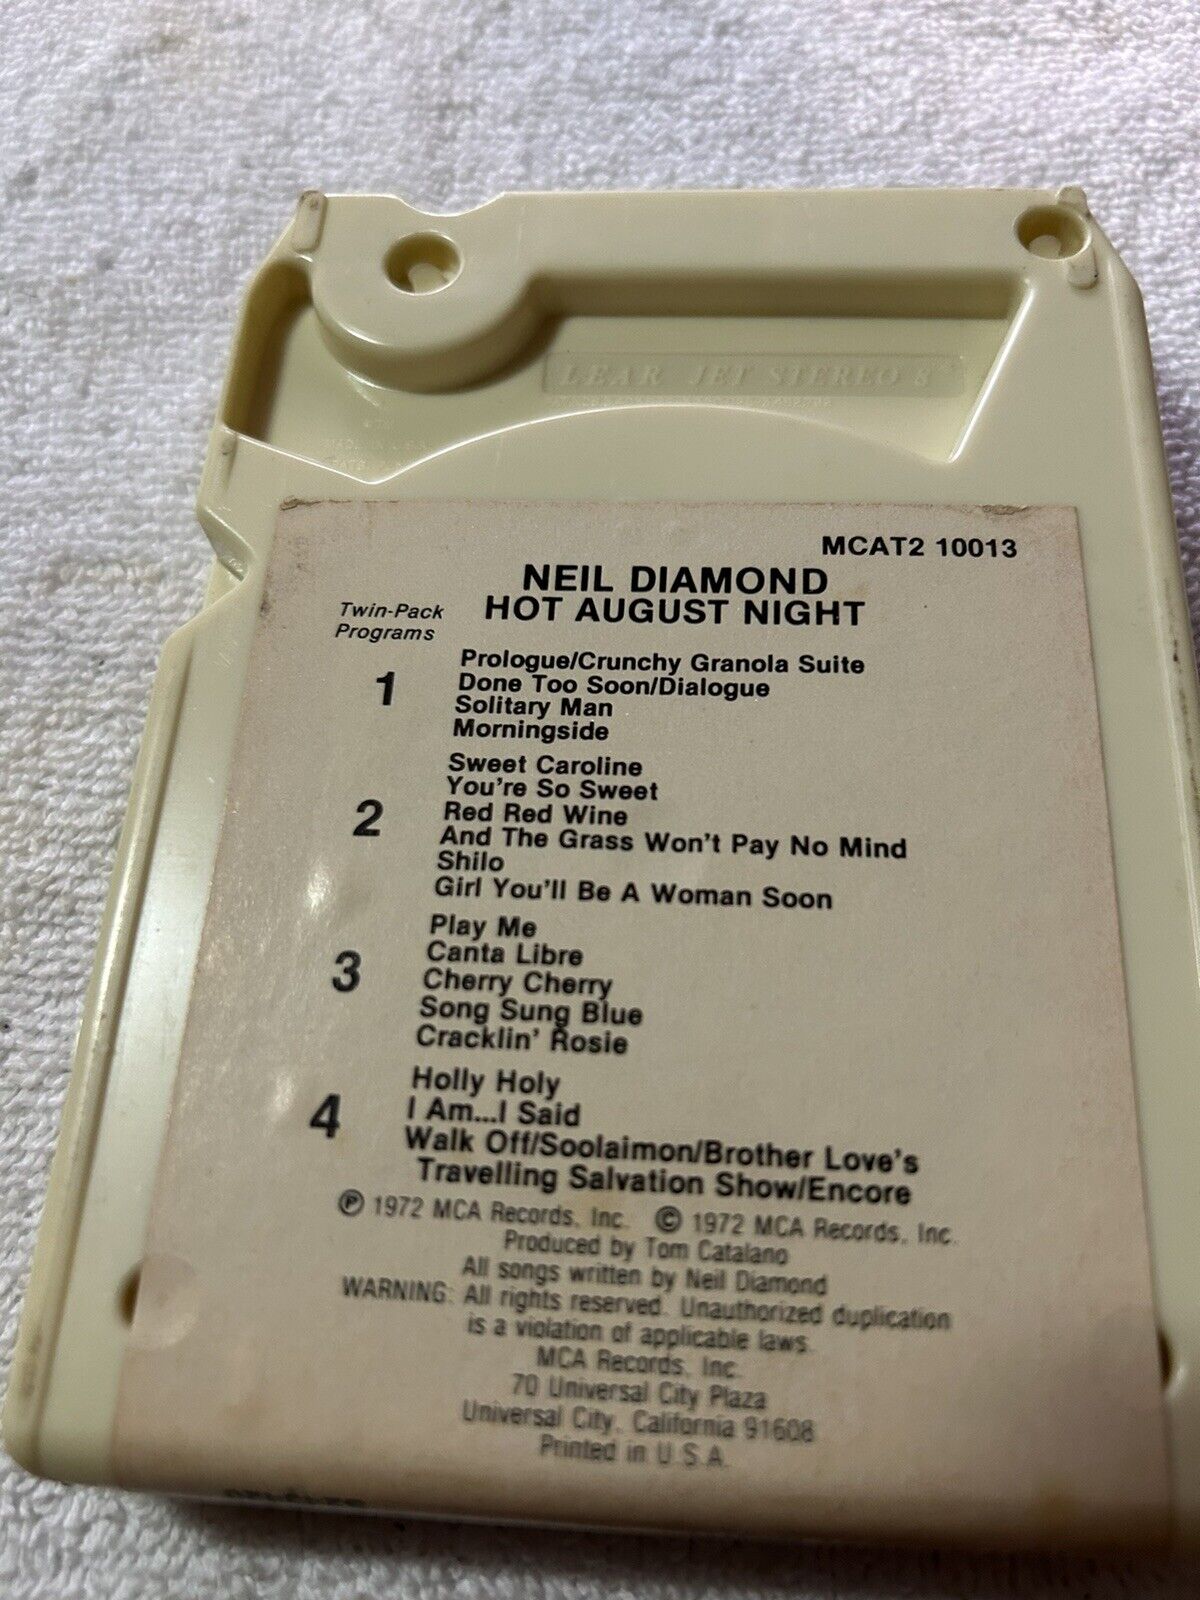 LEAR JET STEREO 8
MCAT2 10013
NEIL DIAMOND
HOT AUGUST NIGHT
Twin-Pack
Programs
1
Prologue/Crunchy Granola Suite
Done Too Soon/Dialogue
Solitary Man
Morningside
2
Sweet Caroline
You're So Sweet
Red Red Wine
And The Grass Won't Pay No Mind
Shilo
Girl You'll Be A Woman Soon
3
Play Me
Canta Libre
Cherry Cherry
Song Sung Blue
Cracklin' Rosie
4
Holly Holy
I Am...I Said
Walk Off/Soolaimon/Brother Love's
Travelling Salvation Show/Encore
℗ 1972 MCA Records, Inc. © 1972 MCA Records, Inc.
Produced by Tom Catalano
All songs written by Neil Diamond
WARNING: All rights reserved. Unauthorized duplication
is a violation of applicable laws.
MCA Records, Inc.
70 Universal City Plaza
Universal City, California 91608
Printed in U.S.A.